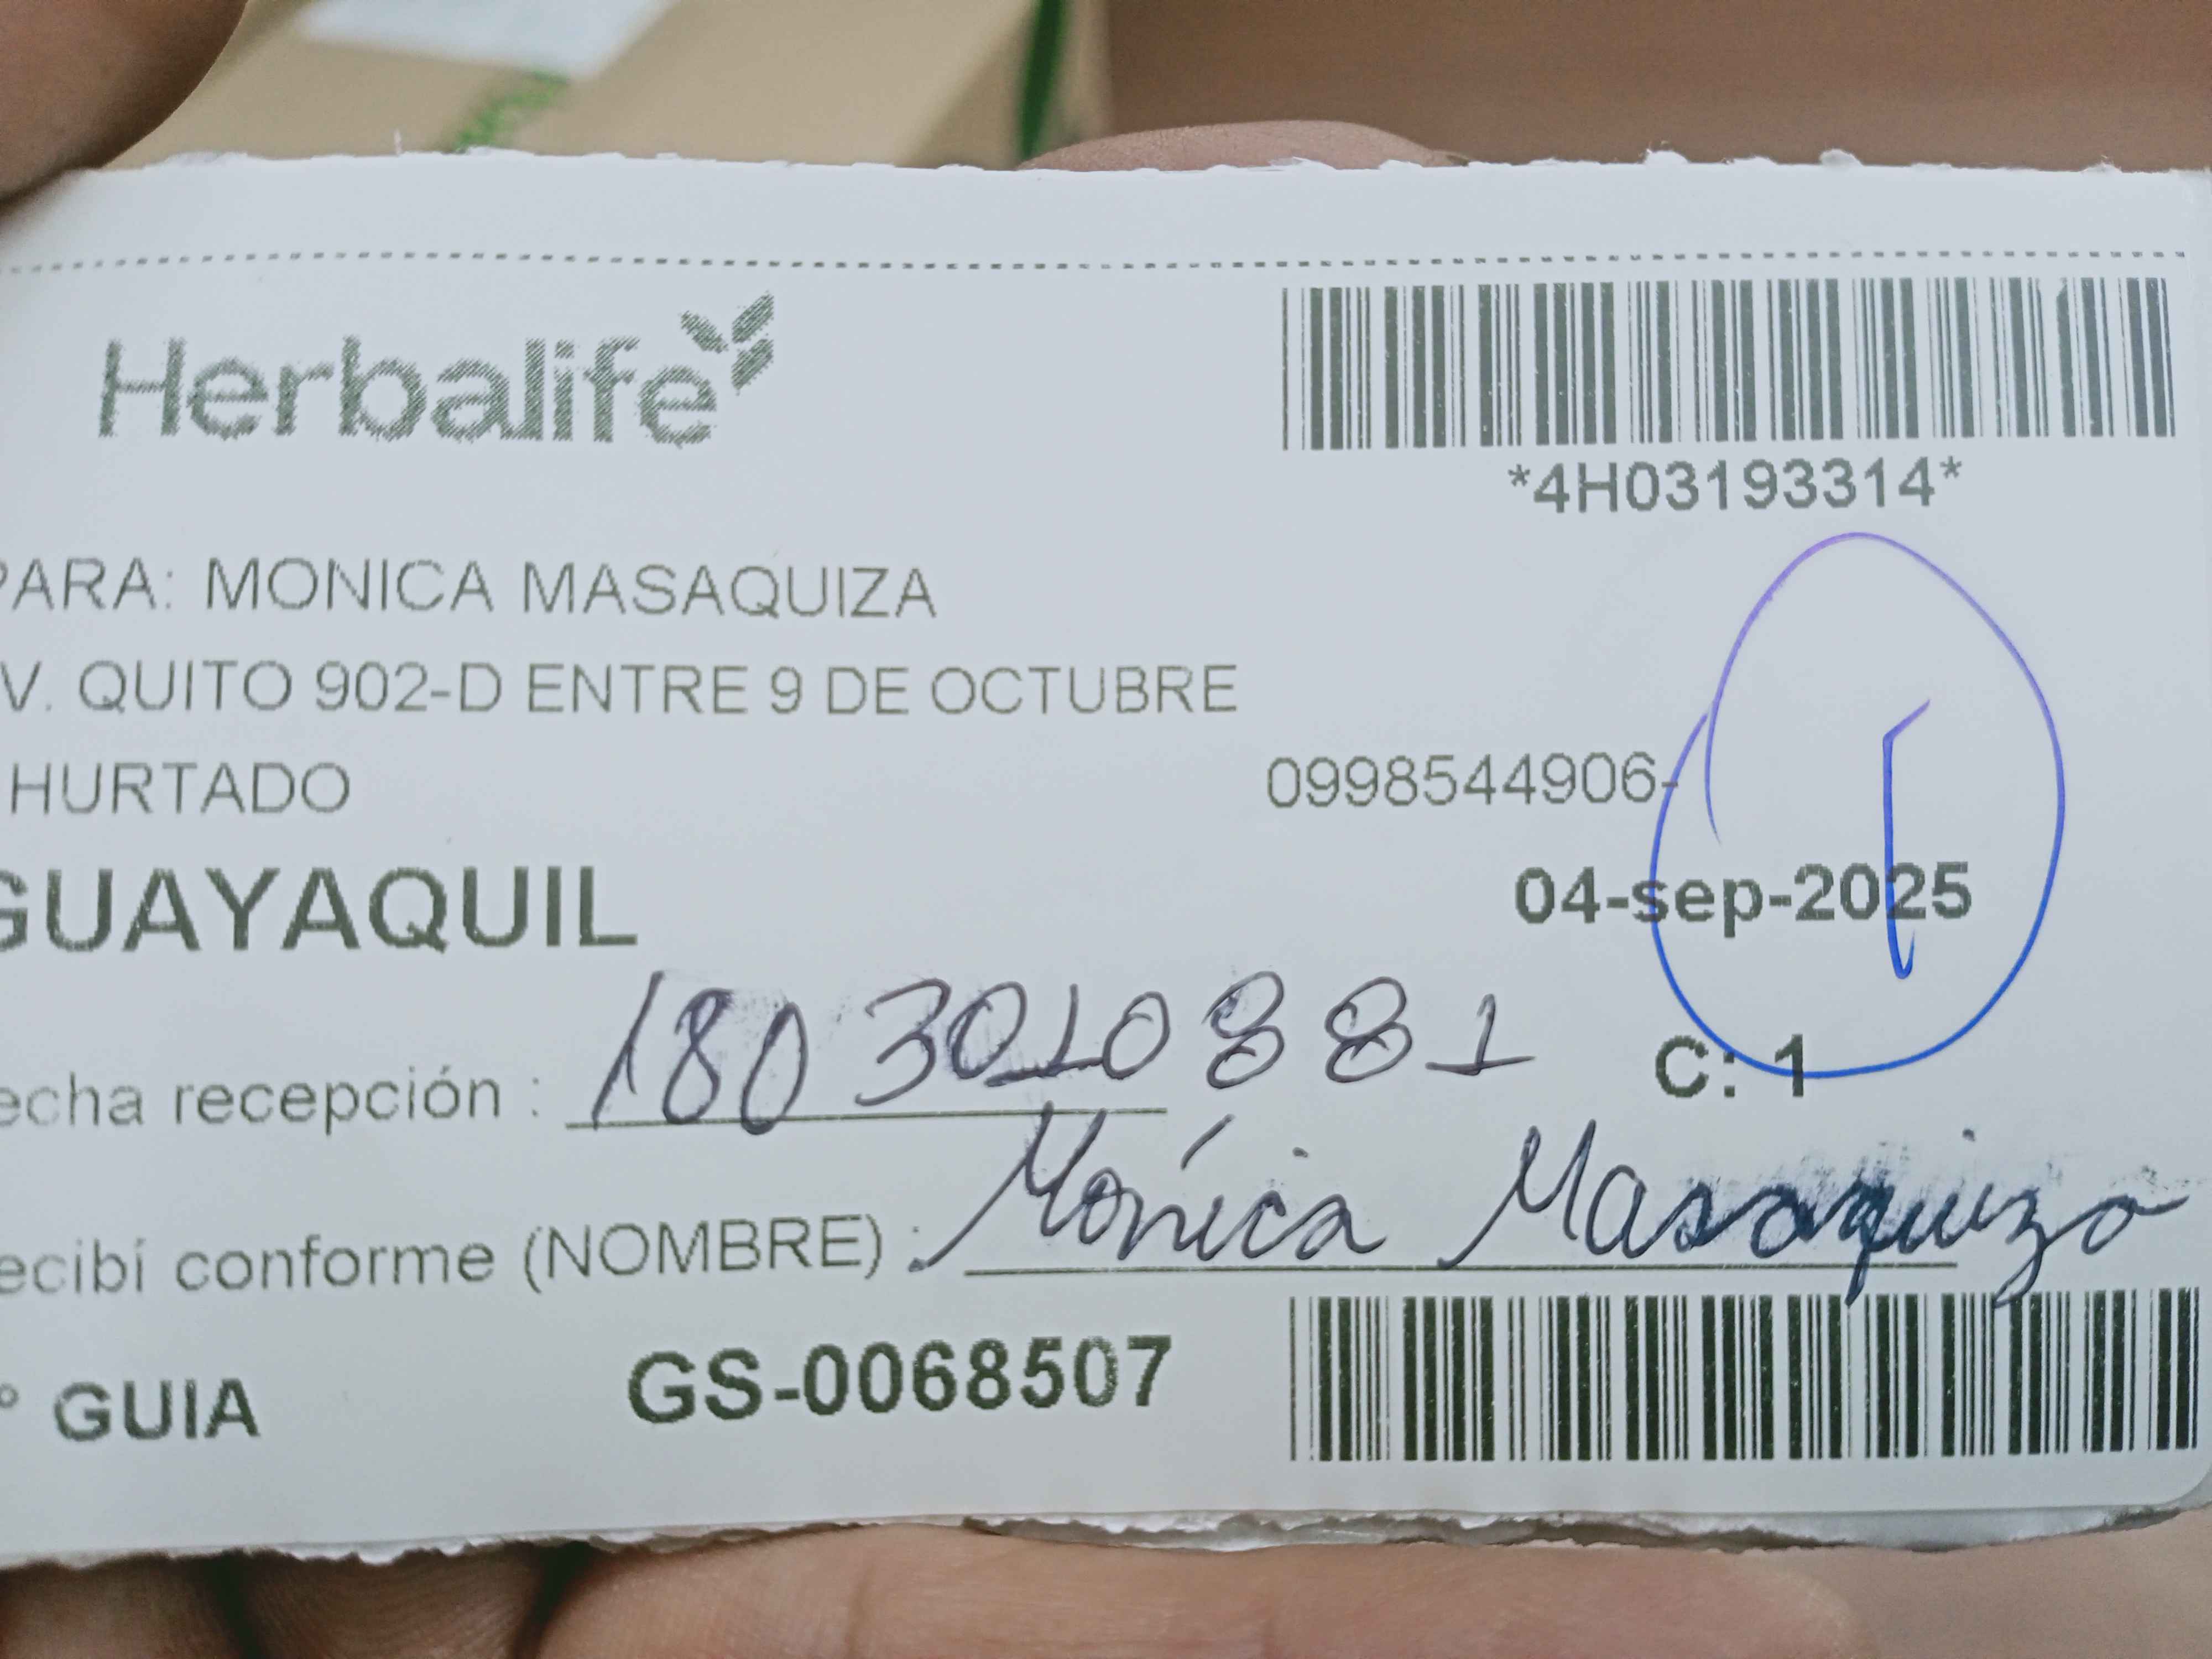 Herbalife
*4H03193314*
PARA: MONICA MASAQUIZA
V. QUITO 902-D ENTRE 9 DE OCTUBRE
HURTADO
0998544906-
GUAYAQUIL
04-sep-2025
1
echa recepción : 1803010881
C: 1
ecibí conforme (NOMBRE) : Mónica Masaquiza
° GUIA GS-0068507